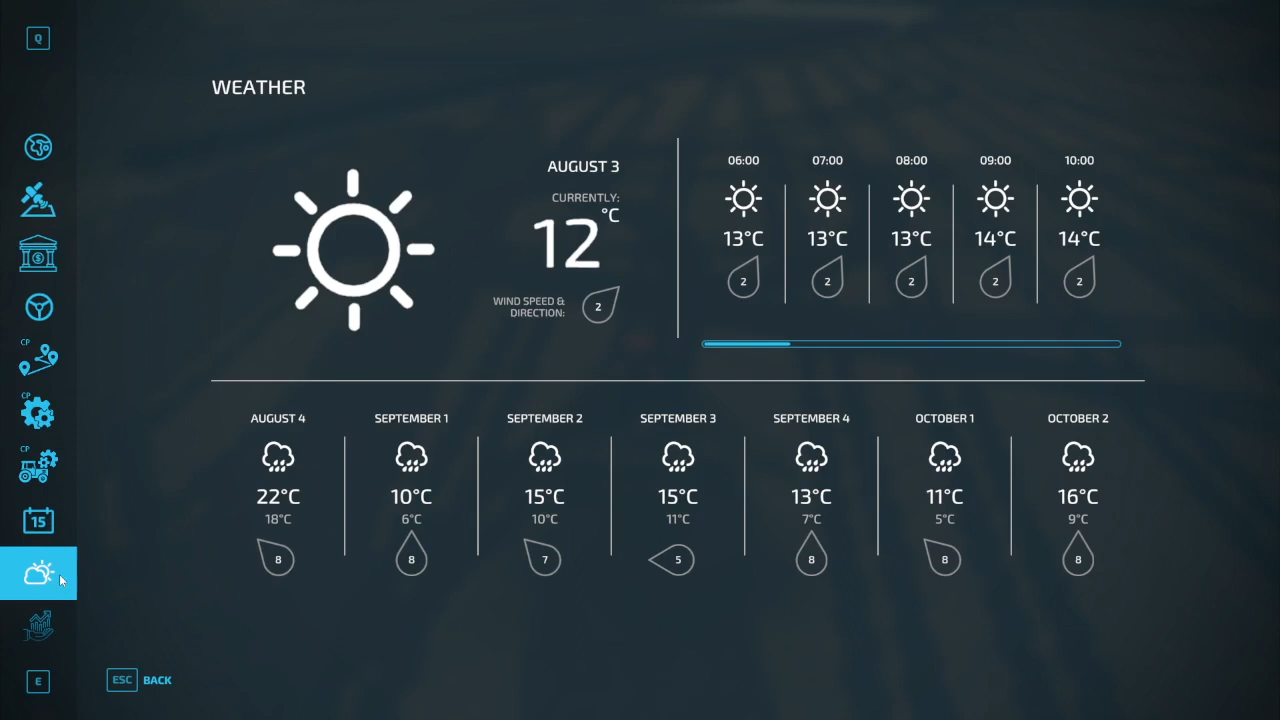 Q
WEATHER
AUGUST 3
CURRENTLY:
12°C
WIND SPEED &
DIRECTION:
2
06:00 07:00 08:00 09:00 10:00
13°C 13°C 13°C 14°C 14°C
2 2 2 2 2
CP
CP
CP
15
AUGUST 4 SEPTEMBER 1 SEPTEMBER 2 SEPTEMBER 3 SEPTEMBER 4 OCTOBER 1 OCTOBER 2
22°C 10°C 15°C 15°C 13°C 11°C 16°C
18°C 6°C 10°C 11°C 7°C 5°C 9°C
8 8 7 5 8 8 8
E
ESC BACK